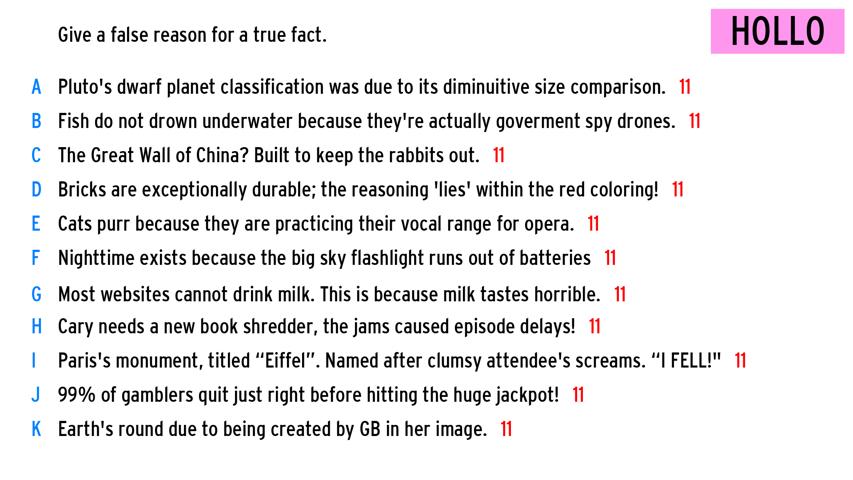 Give a false reason for a true fact.
HOLLO
A Pluto's dwarf planet classification was due to its diminuitive size comparison. 11
B Fish do not drown underwater because they're actually goverment spy drones. 11
C The Great Wall of China? Built to keep the rabbits out. 11
D Bricks are exceptionally durable; the reasoning 'lies' within the red coloring! 11
E Cats purr because they are practicing their vocal range for opera. 11
F Nighttime exists because the big sky flashlight runs out of batteries 11
G Most websites cannot drink milk. This is because milk tastes horrible. 11
H Cary needs a new book shredder, the jams caused episode delays! 11
I Paris's monument, titled “Eiffel”. Named after clumsy attendee's screams. “I FELL!" 11
J 99% of gamblers quit just right before hitting the huge jackpot! 11
K Earth's round due to being created by GB in her image. 11